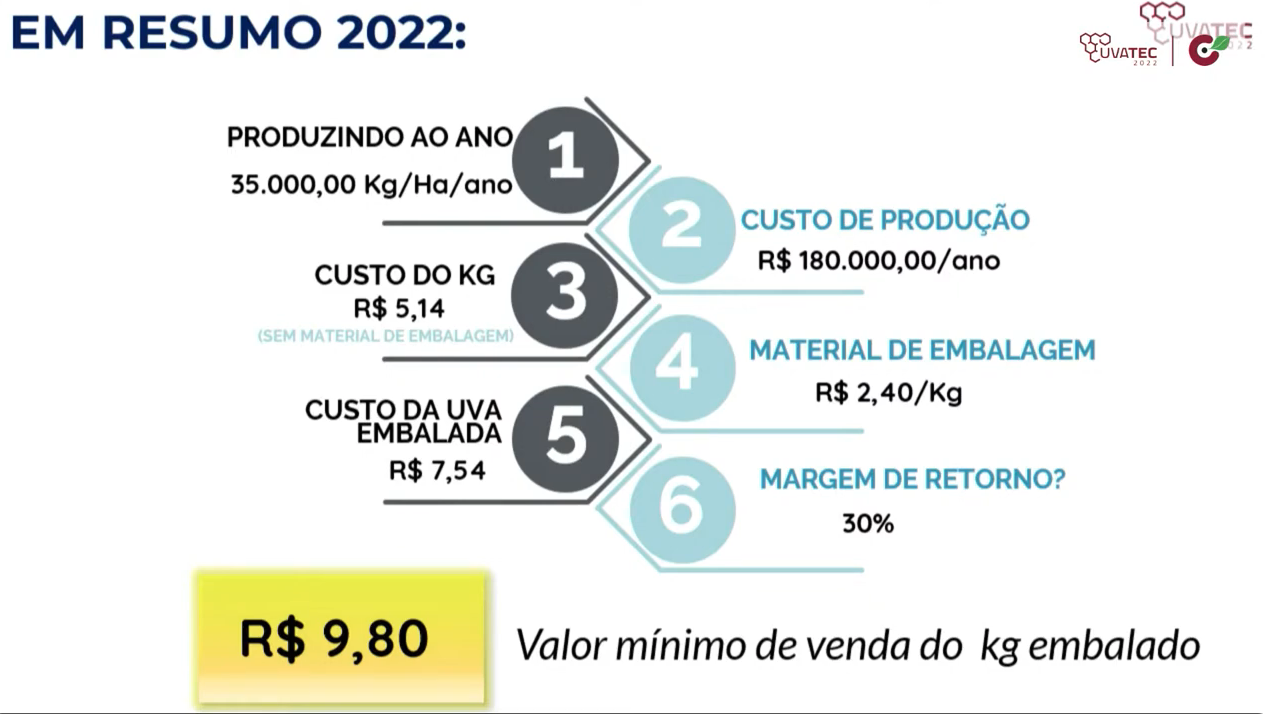 EM RESUMO 2022:
UVATEC
2022
UVATEC
2022
PRODUZINDO AO ANO
35.000,00 Kg/Ha/ano
1
2
CUSTO DE PRODUÇÃO
R$ 180.000,00/ano
CUSTO DO KG
R$ 5,14
(SEM MATERIAL DE EMBALAGEM)
3
4
MATERIAL DE EMBALAGEM
R$ 2,40/Kg
CUSTO DA UVA
EMBALADA
R$ 7,54
5
6
MARGEM DE RETORNO?
30%
R$ 9,80
Valor mínimo de venda do kg embalado